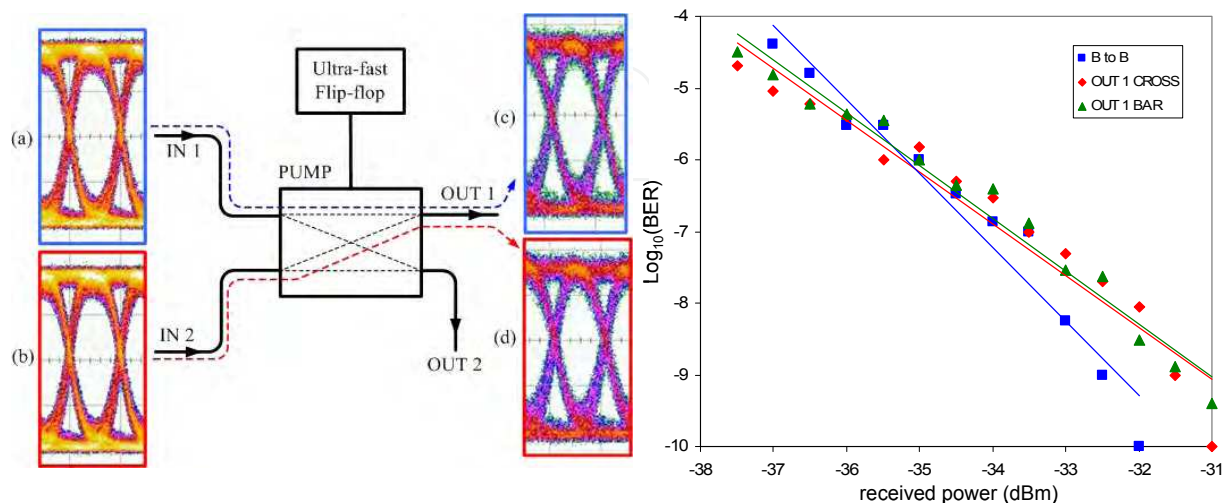 (a)
(b)
IN 1
IN 2
Ultra-fast
Flip-flop
PUMP
OUT 1
OUT 2
(c)
(d)
-4
-5
-6
-7
-8
-9
-10
Log10(BER)
B to B
OUT 1 CROSS
OUT 1 BAR
-38 -37 -36 -35 -34 -33 -32 -31
received power (dBm)